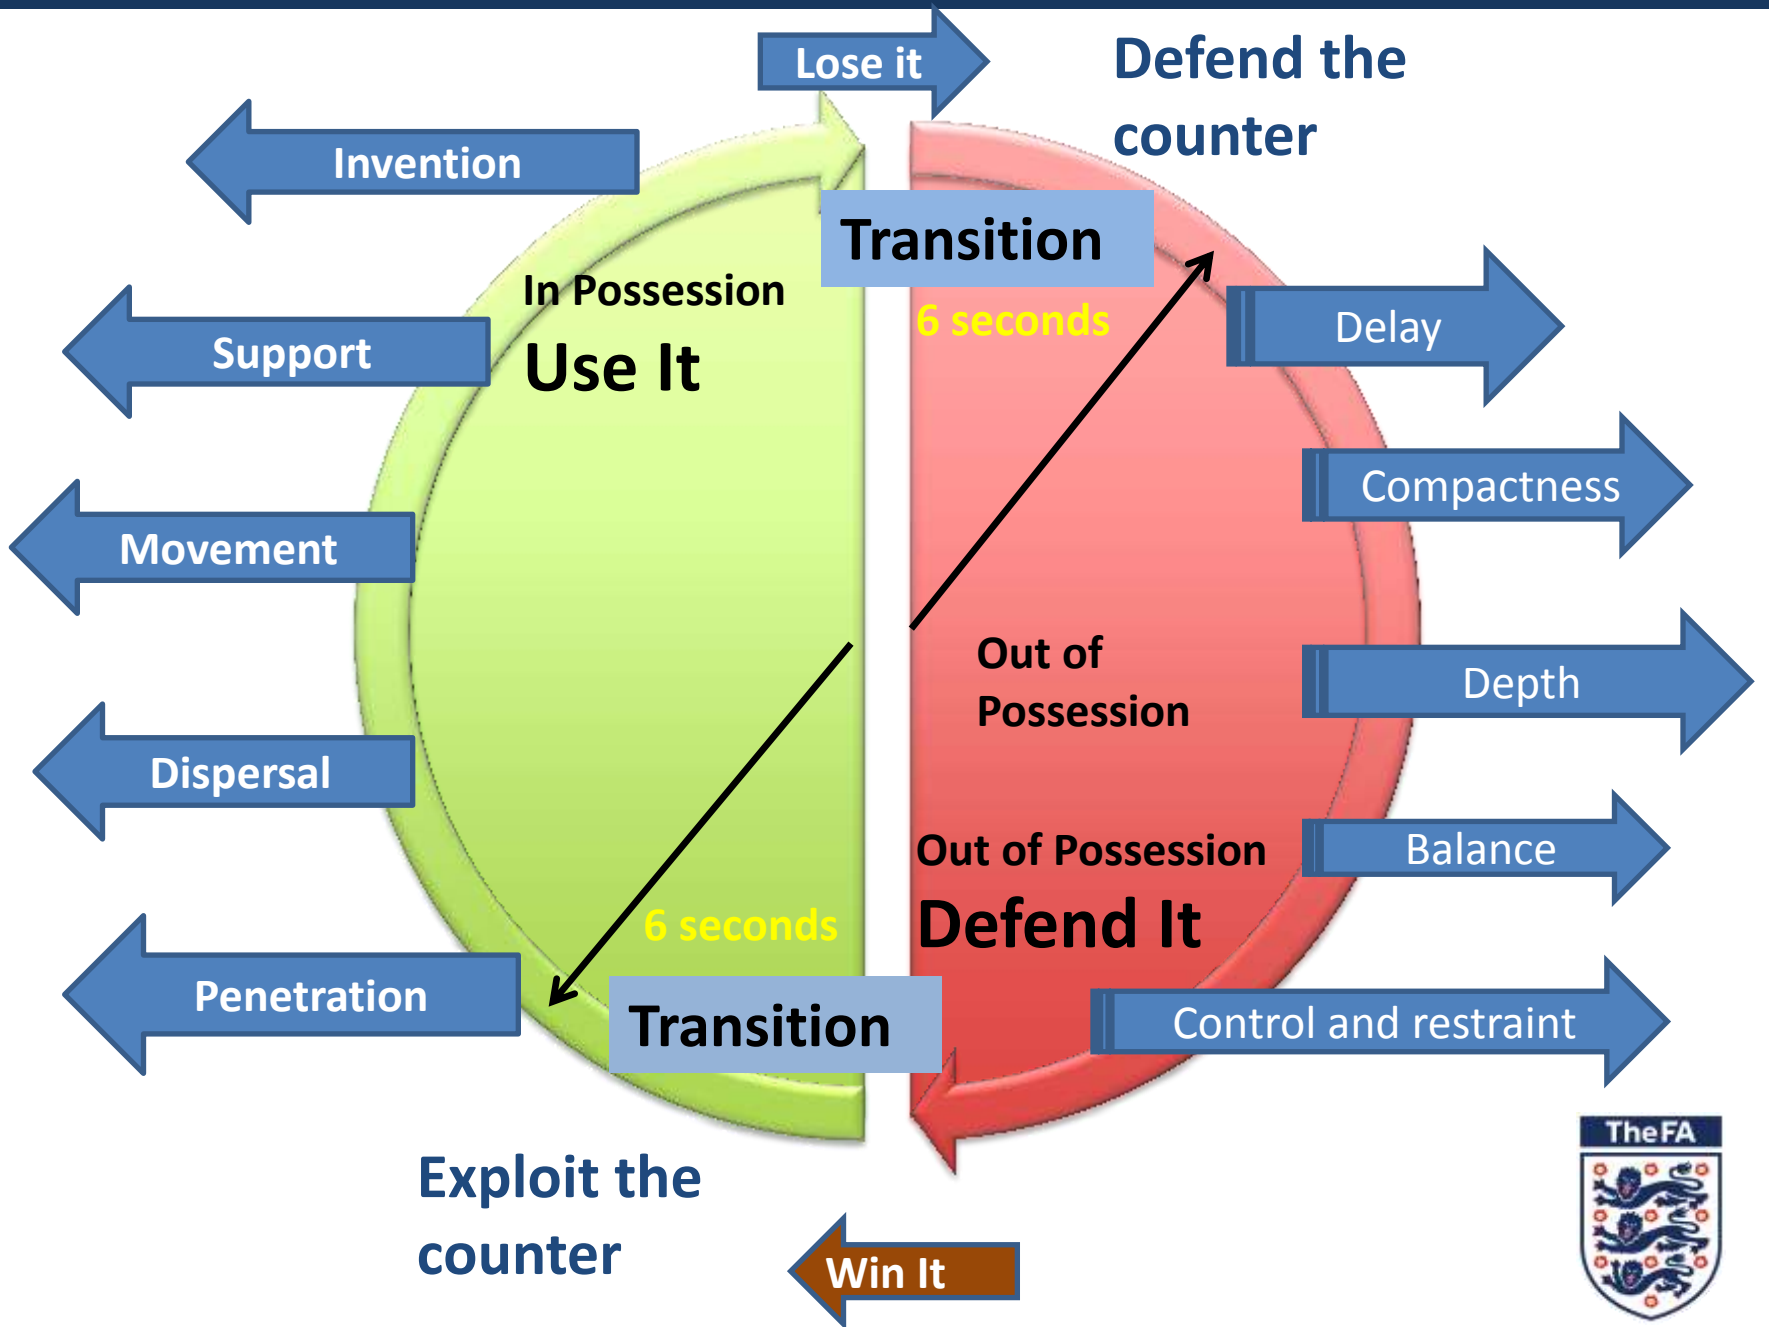 Lose it
Defend the
counter
Invention
Transition
In Possession
6 seconds
Delay
Support
Use It
Compactness
Movement
Out of
Possession
Depth
Dispersal
Out of Possession
Balance
Defend It
6 seconds
Penetration
Transition
Control and restraint
TheFA
Exploit the
counter
Win It